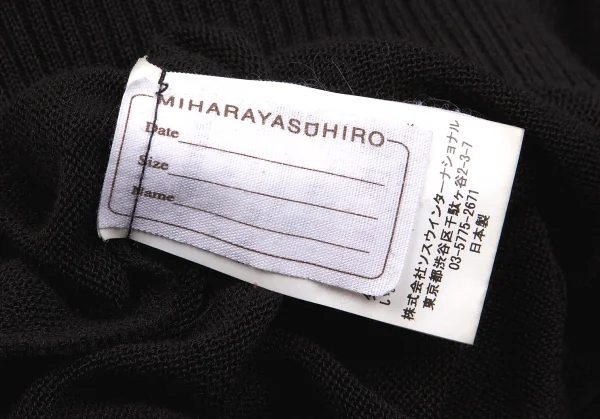 MIHARAYASUHIRO
Date
Size
Name
株式会社ソスウインターナショナル
東京都渋谷区千駄ヶ谷2-3-7
03-5775-2671
日本製